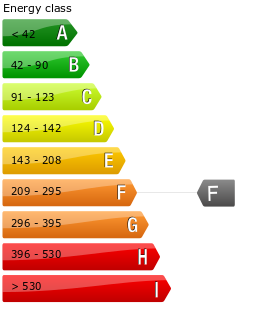 Energy class
< 42 A
42 - 90 B
91 - 123 C
124 - 142 D
143 - 208 E
209 - 295 F F
296 - 395 G
396 - 530 H
> 530 I